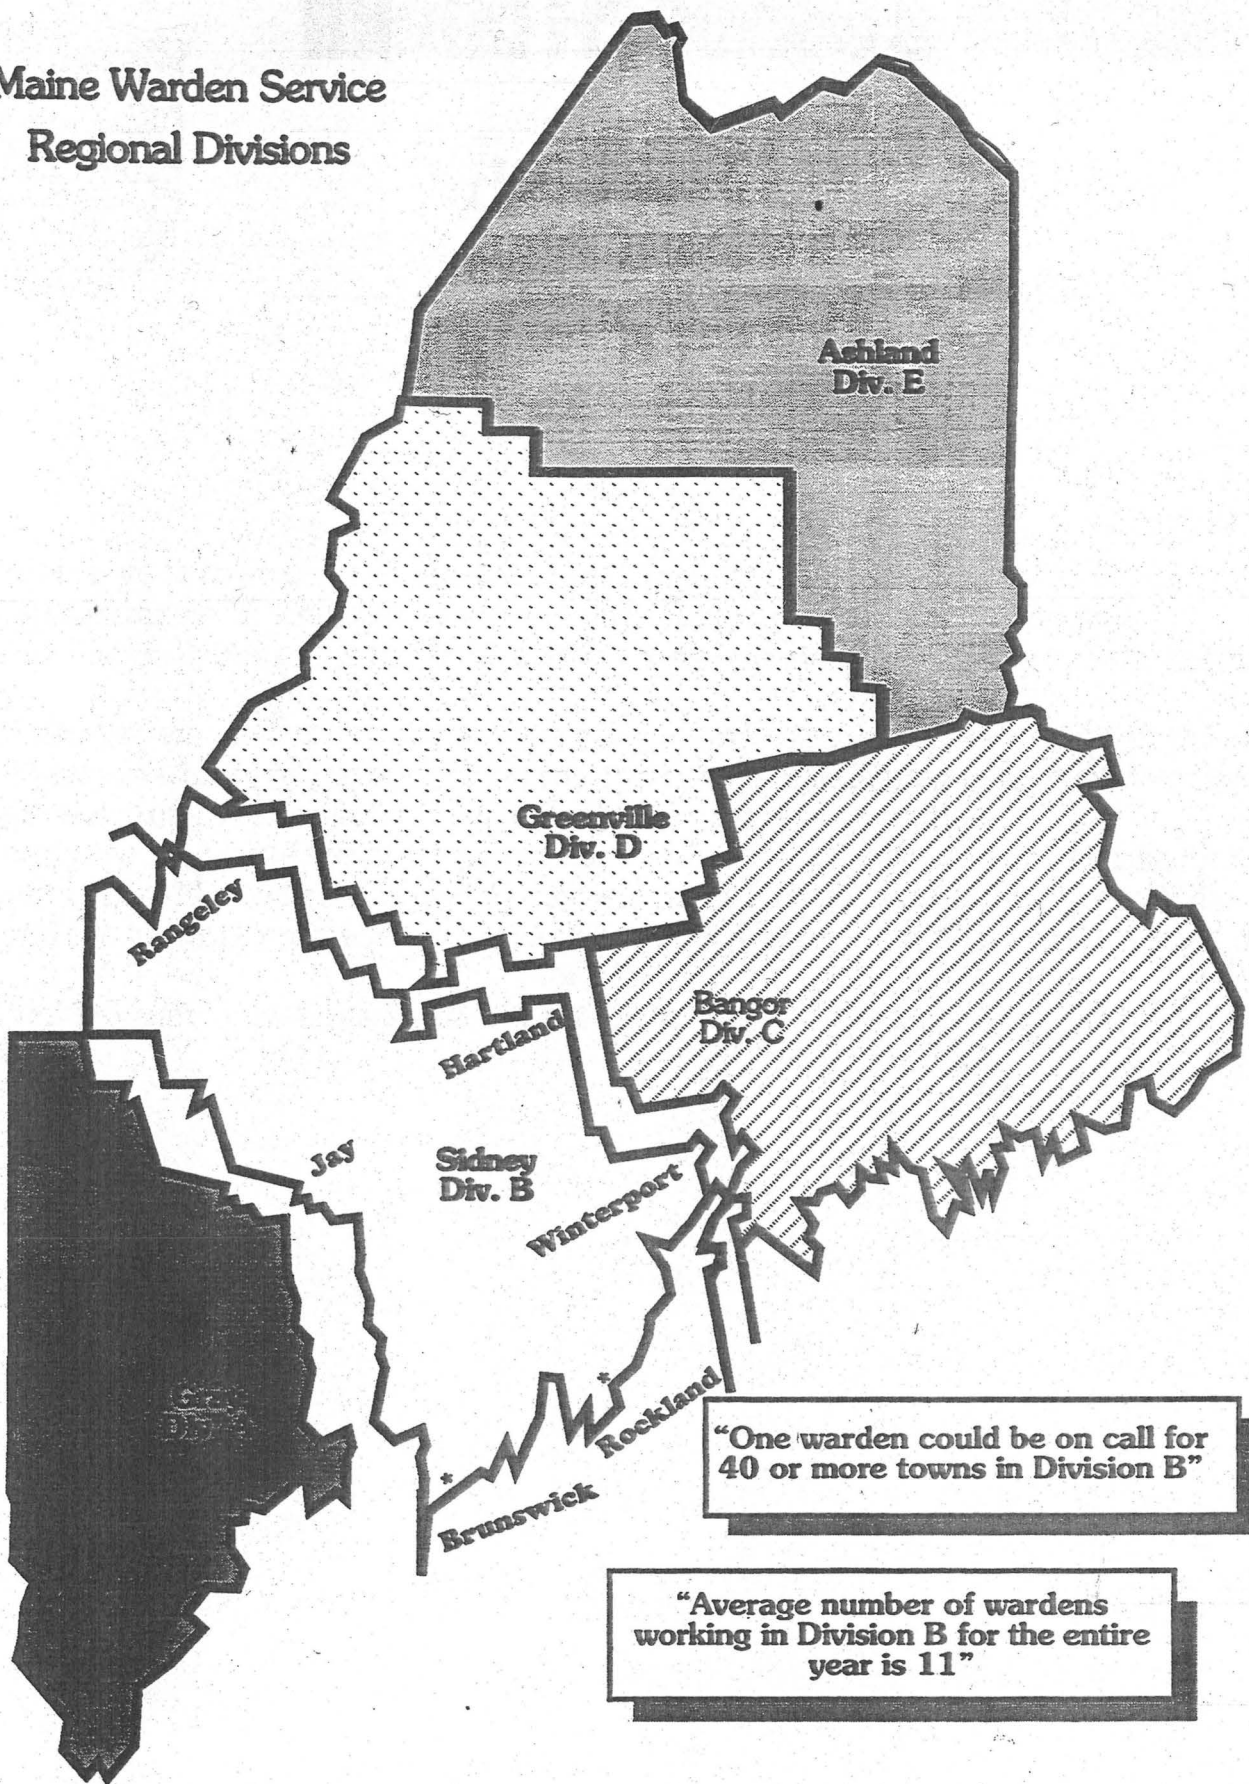 Maine Warden Service
Regional Divisions
Ashland
Div. E
Greenville
Div. D
Rangeley
Bangor
Div. C
Hartland
Jay
Sidney
Div. B
Winterport
*
Rockland
*
Brunswick
“One warden could be on call for
40 or more towns in Division B”
“Average number of wardens
working in Division B for the entire
year is 11”